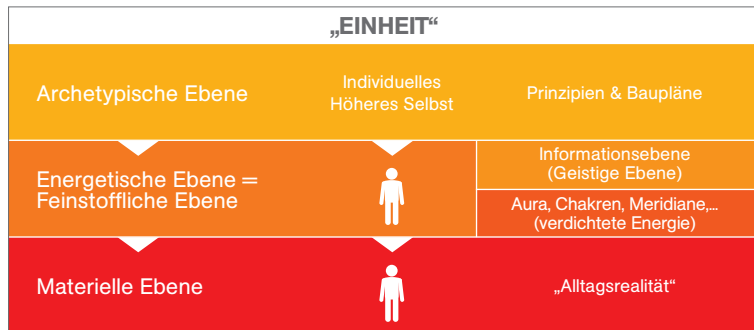 „EINHEIT“
Archetypische Ebene
Individuelles
Höheres Selbst
Prinzipien & Baupläne
Energetische Ebene =
Feinstoffliche Ebene
Informationsebene
(Geistige Ebene)
Aura, Chakren, Meridiane,...
(verdichtete Energie)
Materielle Ebene
„Alltagsrealität“